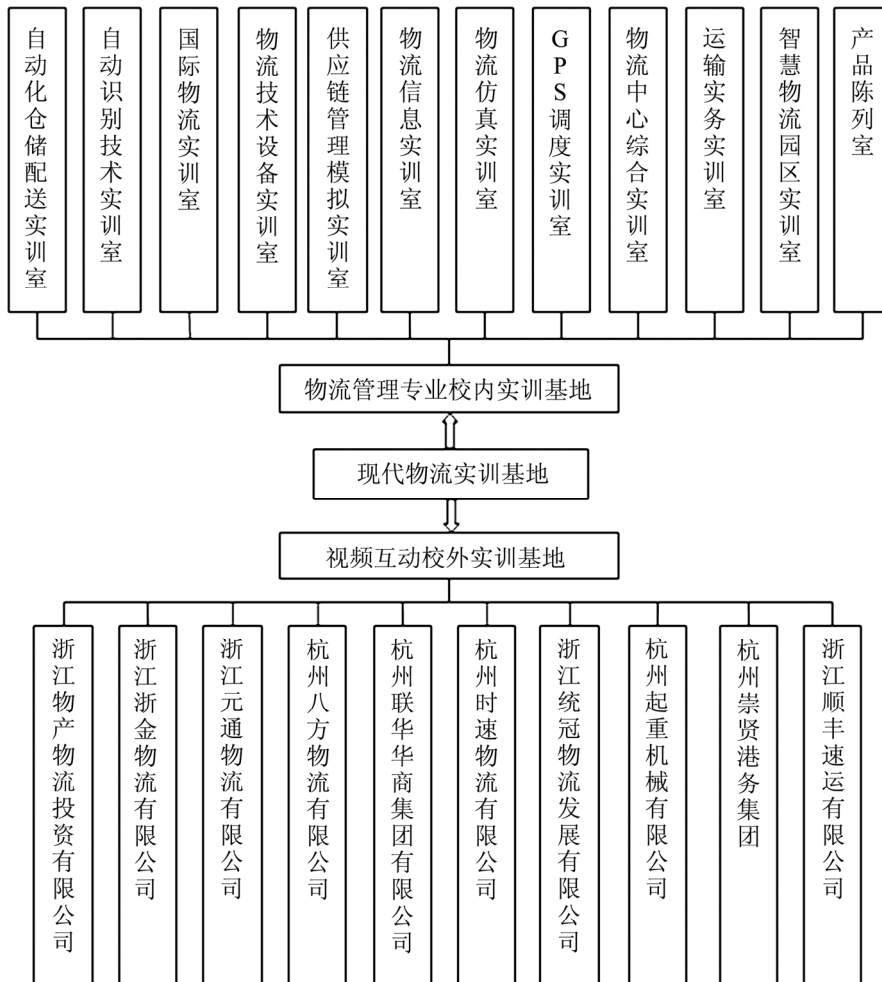 自动化仓储配送实训室
自动识别技术实训室
国际物流实训室
物流技术设备实训室
供应链管理模拟实训室
物流信息实训室
物流仿真实训室
GPS调度实训室
物流中心综合实训室
运输实务实训室
智慧物流园区实训室
产品陈列室
物流管理专业校内实训基地
现代物流实训基地
视频互动校外实训基地
浙江物产物流投资有限公司
浙江浙金物流有限公司
浙江元通物流有限公司
杭州八方物流有限公司
杭州联华华商集团有限公司
杭州时速物流有限公司
浙江统冠物流发展有限公司
杭州起重机械有限公司
杭州崇贤港务集团
浙江顺丰速运有限公司